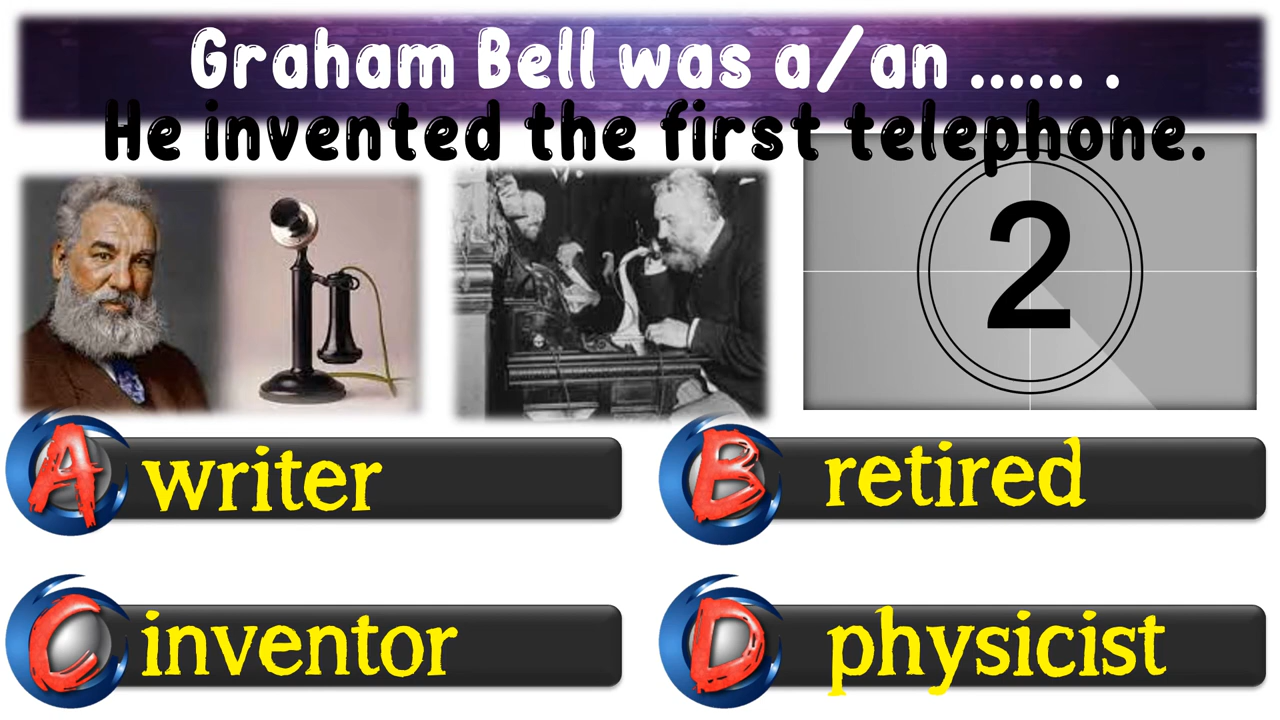 Graham Bell was a/an ...... .
He invented the first telephone.
2
A writer
B retired
C inventor
D physicist